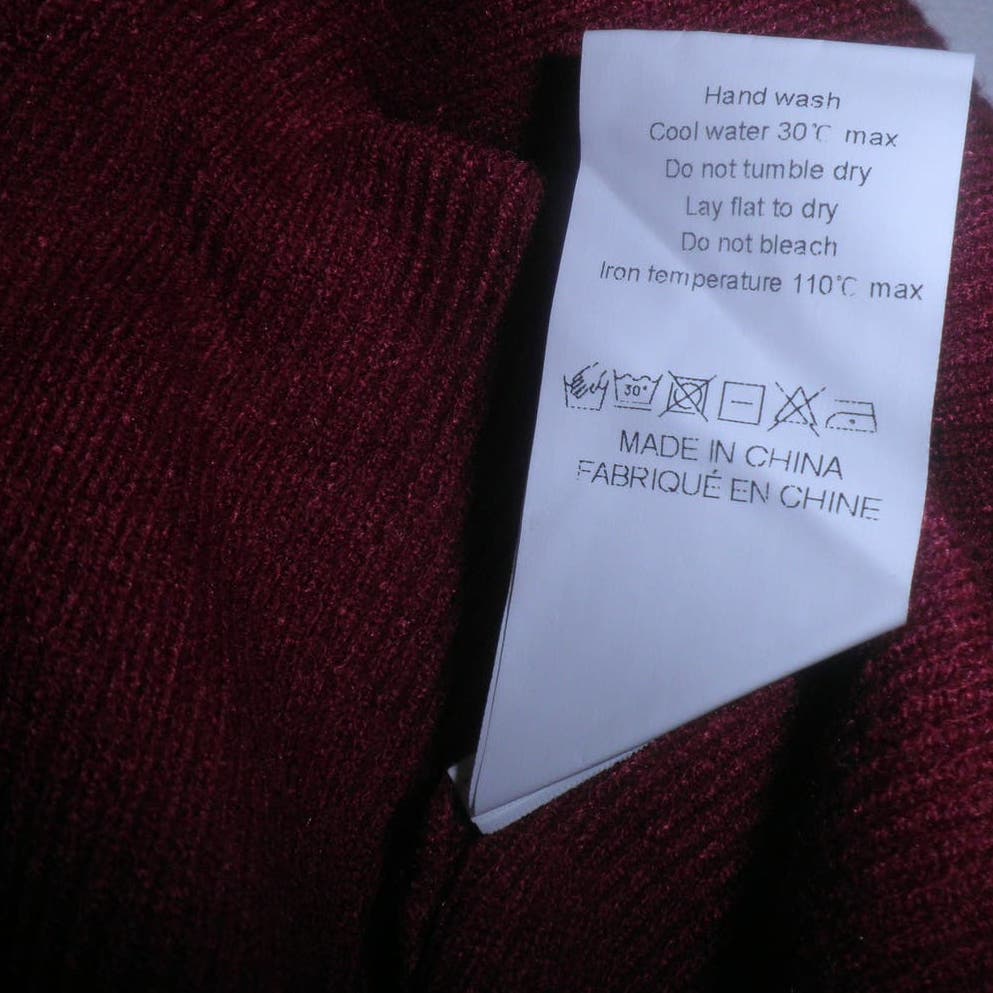 Hand wash
Cool water 30℃ max
Do not tumble dry
Lay flat to dry
Do not bleach
Iron temperature 110℃ max
30°
MADE IN CHINA
FABRIQUÉ EN CHINE